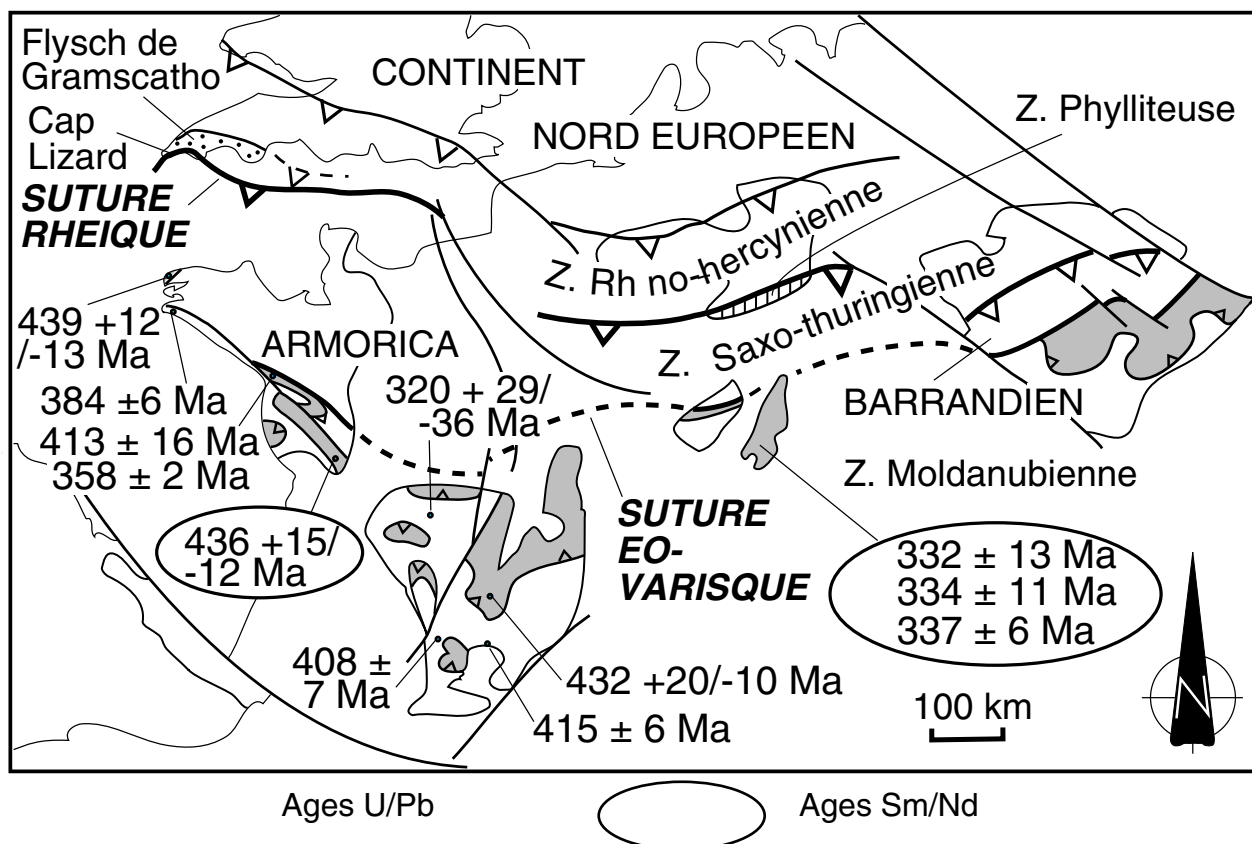 Flysch de
Gramscatho
CONTINENT
Cap
Lizard
NORD EUROPEEN
Z. Phylliteuse
SUTURE
RHEIQUE
Z. Rh no-hercynienne
439 +12
/-13 Ma
ARMORICA
Z. Saxo-thuringienne
384 ±6 Ma
413 ± 16 Ma
358 ± 2 Ma
320 + 29/
-36 Ma
BARRANDIEN
Z. Moldanubienne
436 +15/
-12 Ma
SUTURE
EO-
VARISQUE
332 ± 13 Ma
334 ± 11 Ma
337 ± 6 Ma
408 ±
7 Ma
432 +20/-10 Ma
415 ± 6 Ma
100 km
N
Ages U/Pb
Ages Sm/Nd